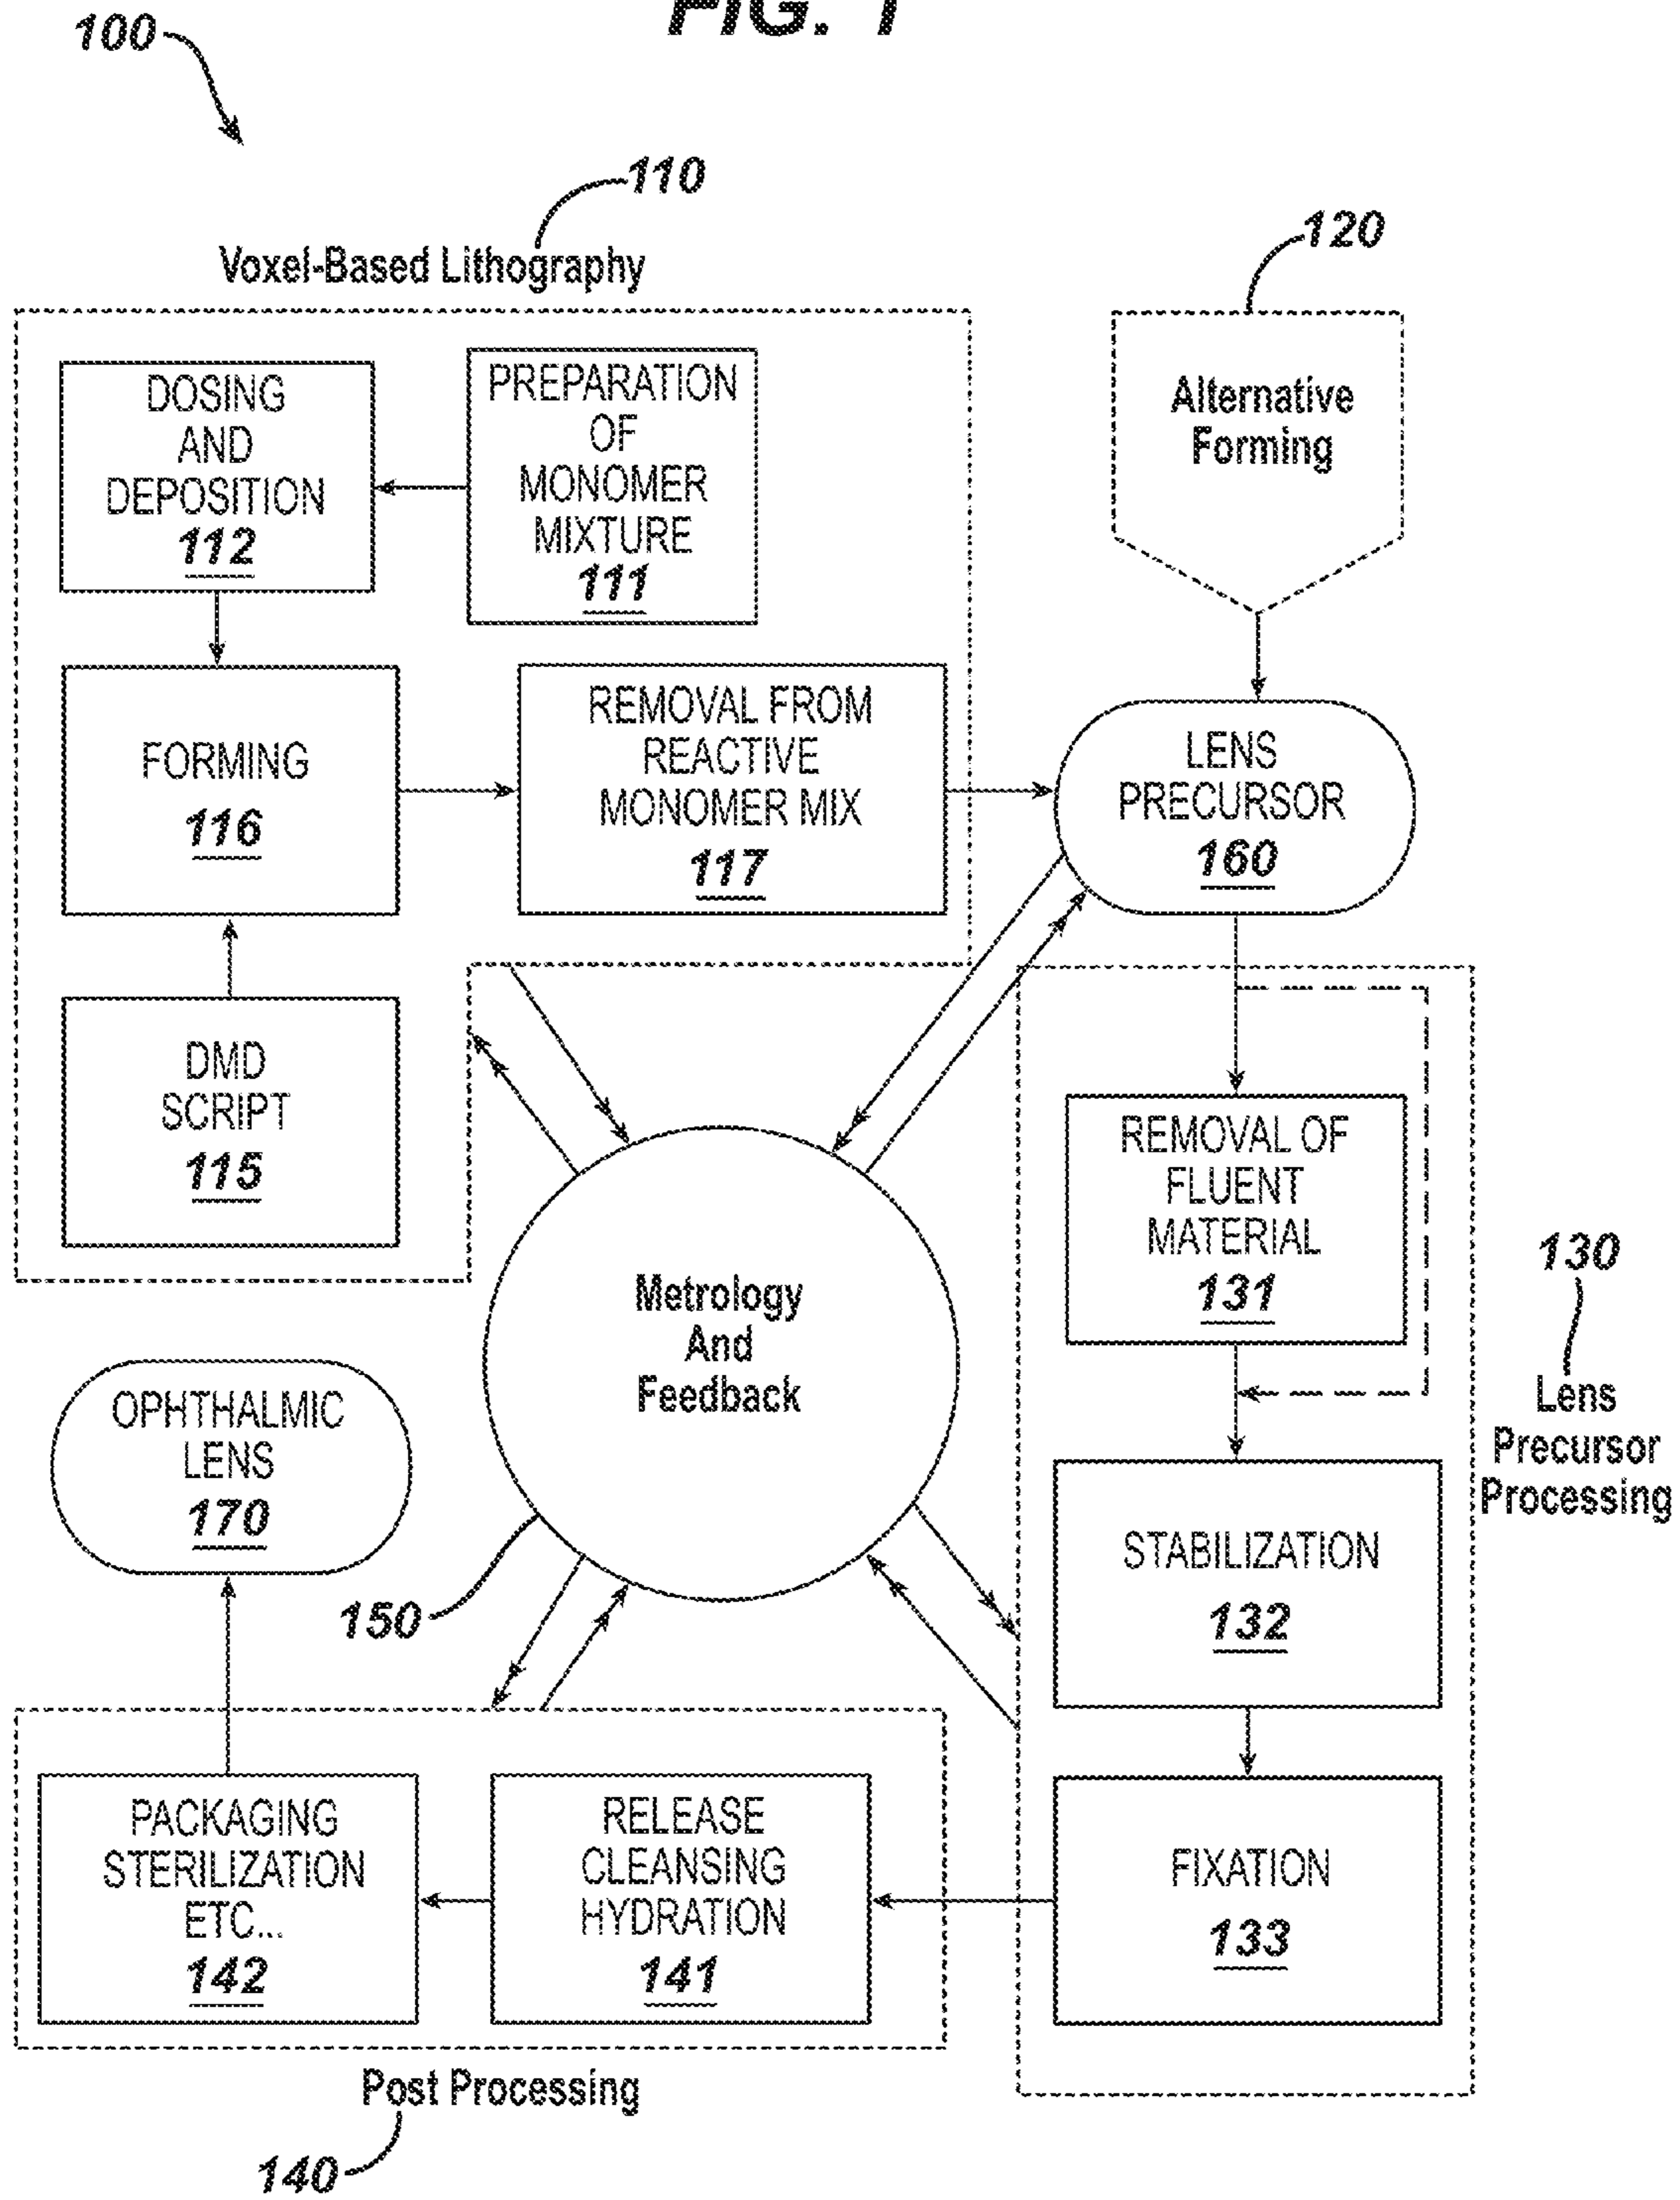 FIG. 1
100
110
Voxel-Based Lithography
120
DOSING
AND
DEPOSITION
112
PREPARATION
OF
MONOMER
MIXTURE
111
Alternative
Forming
FORMING
116
REMOVAL FROM
REACTIVE
MONOMER MIX
117
LENS
PRECURSOR
160
DMD
SCRIPT
115
REMOVAL OF
FLUENT
MATERIAL
131
130
Lens
Precursor
Processing
Metrology
And
Feedback
150
OPHTHALMIC
LENS
170
STABILIZATION
132
FIXATION
133
PACKAGING
STERILIZATION
ETC...
142
RELEASE
CLEANSING
HYDRATION
141
Post Processing
140